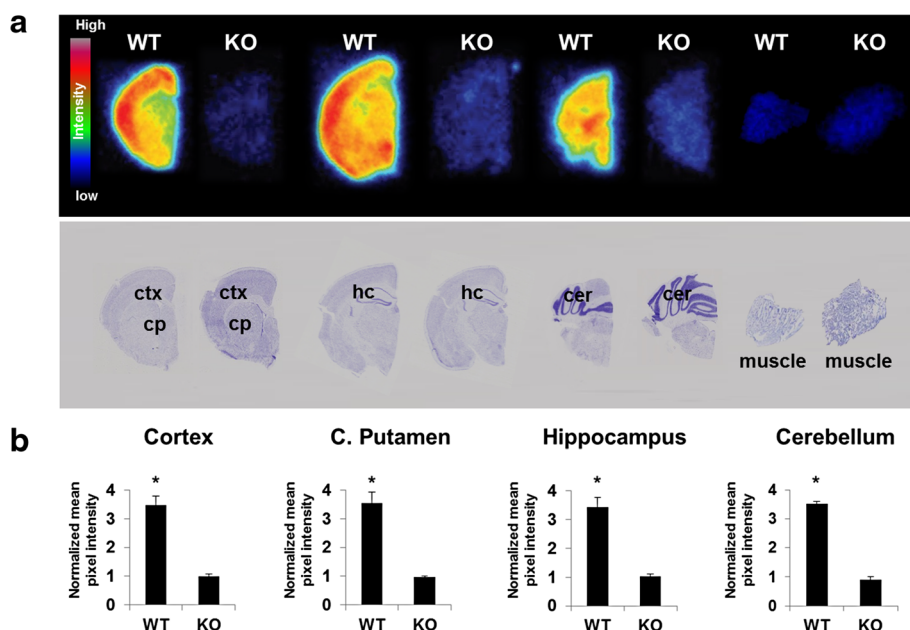 a
High
Intensity
low
WT KO WT KO WT KO WT KO
ctx ctx hc hc cer cer
cp cp
muscle muscle
b
Cortex
Normalized mean
pixel intensity
4
3
2
1
0
*
WT KO
C. Putamen
Normalized mean
pixel intensity
4
3
2
1
0
*
WT KO
Hippocampus
Normalized mean
pixel intensity
4
3
2
1
0
*
WT KO
Cerebellum
Normalized mean
pixel intensity
4
3
2
1
0
*
WT KO